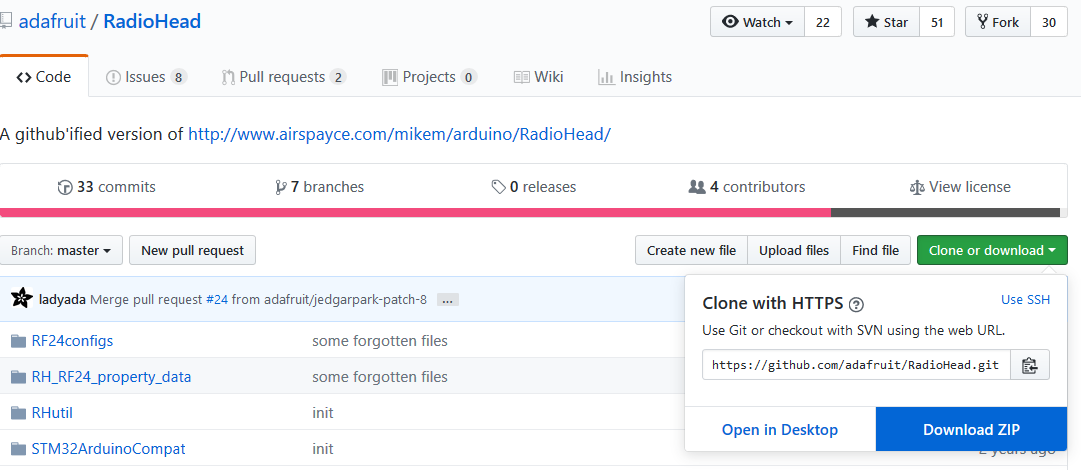 adafruit / RadioHead Watch 22 Star 51 Fork 30
Code Issues 8 Pull requests 2 Projects 0 Wiki Insights
A github'ified version of http://www.airspayce.com/mikem/arduino/RadioHead/
33 commits 7 branches 0 releases 4 contributors View license
Branch: master New pull request Create new file Upload files Find file Clone or download
ladyada Merge pull request #24 from adafruit/jedgarpark-patch-8 ...
RF24configs some forgotten files
RH_RF24_property_data some forgotten files
RHutil init
STM32ArduinoCompat init
Clone with HTTPS ? Use SSH
Use Git or checkout with SVN using the web URL.
https://github.com/adafruit/RadioHead.git
Open in Desktop Download ZIP
2 years ago